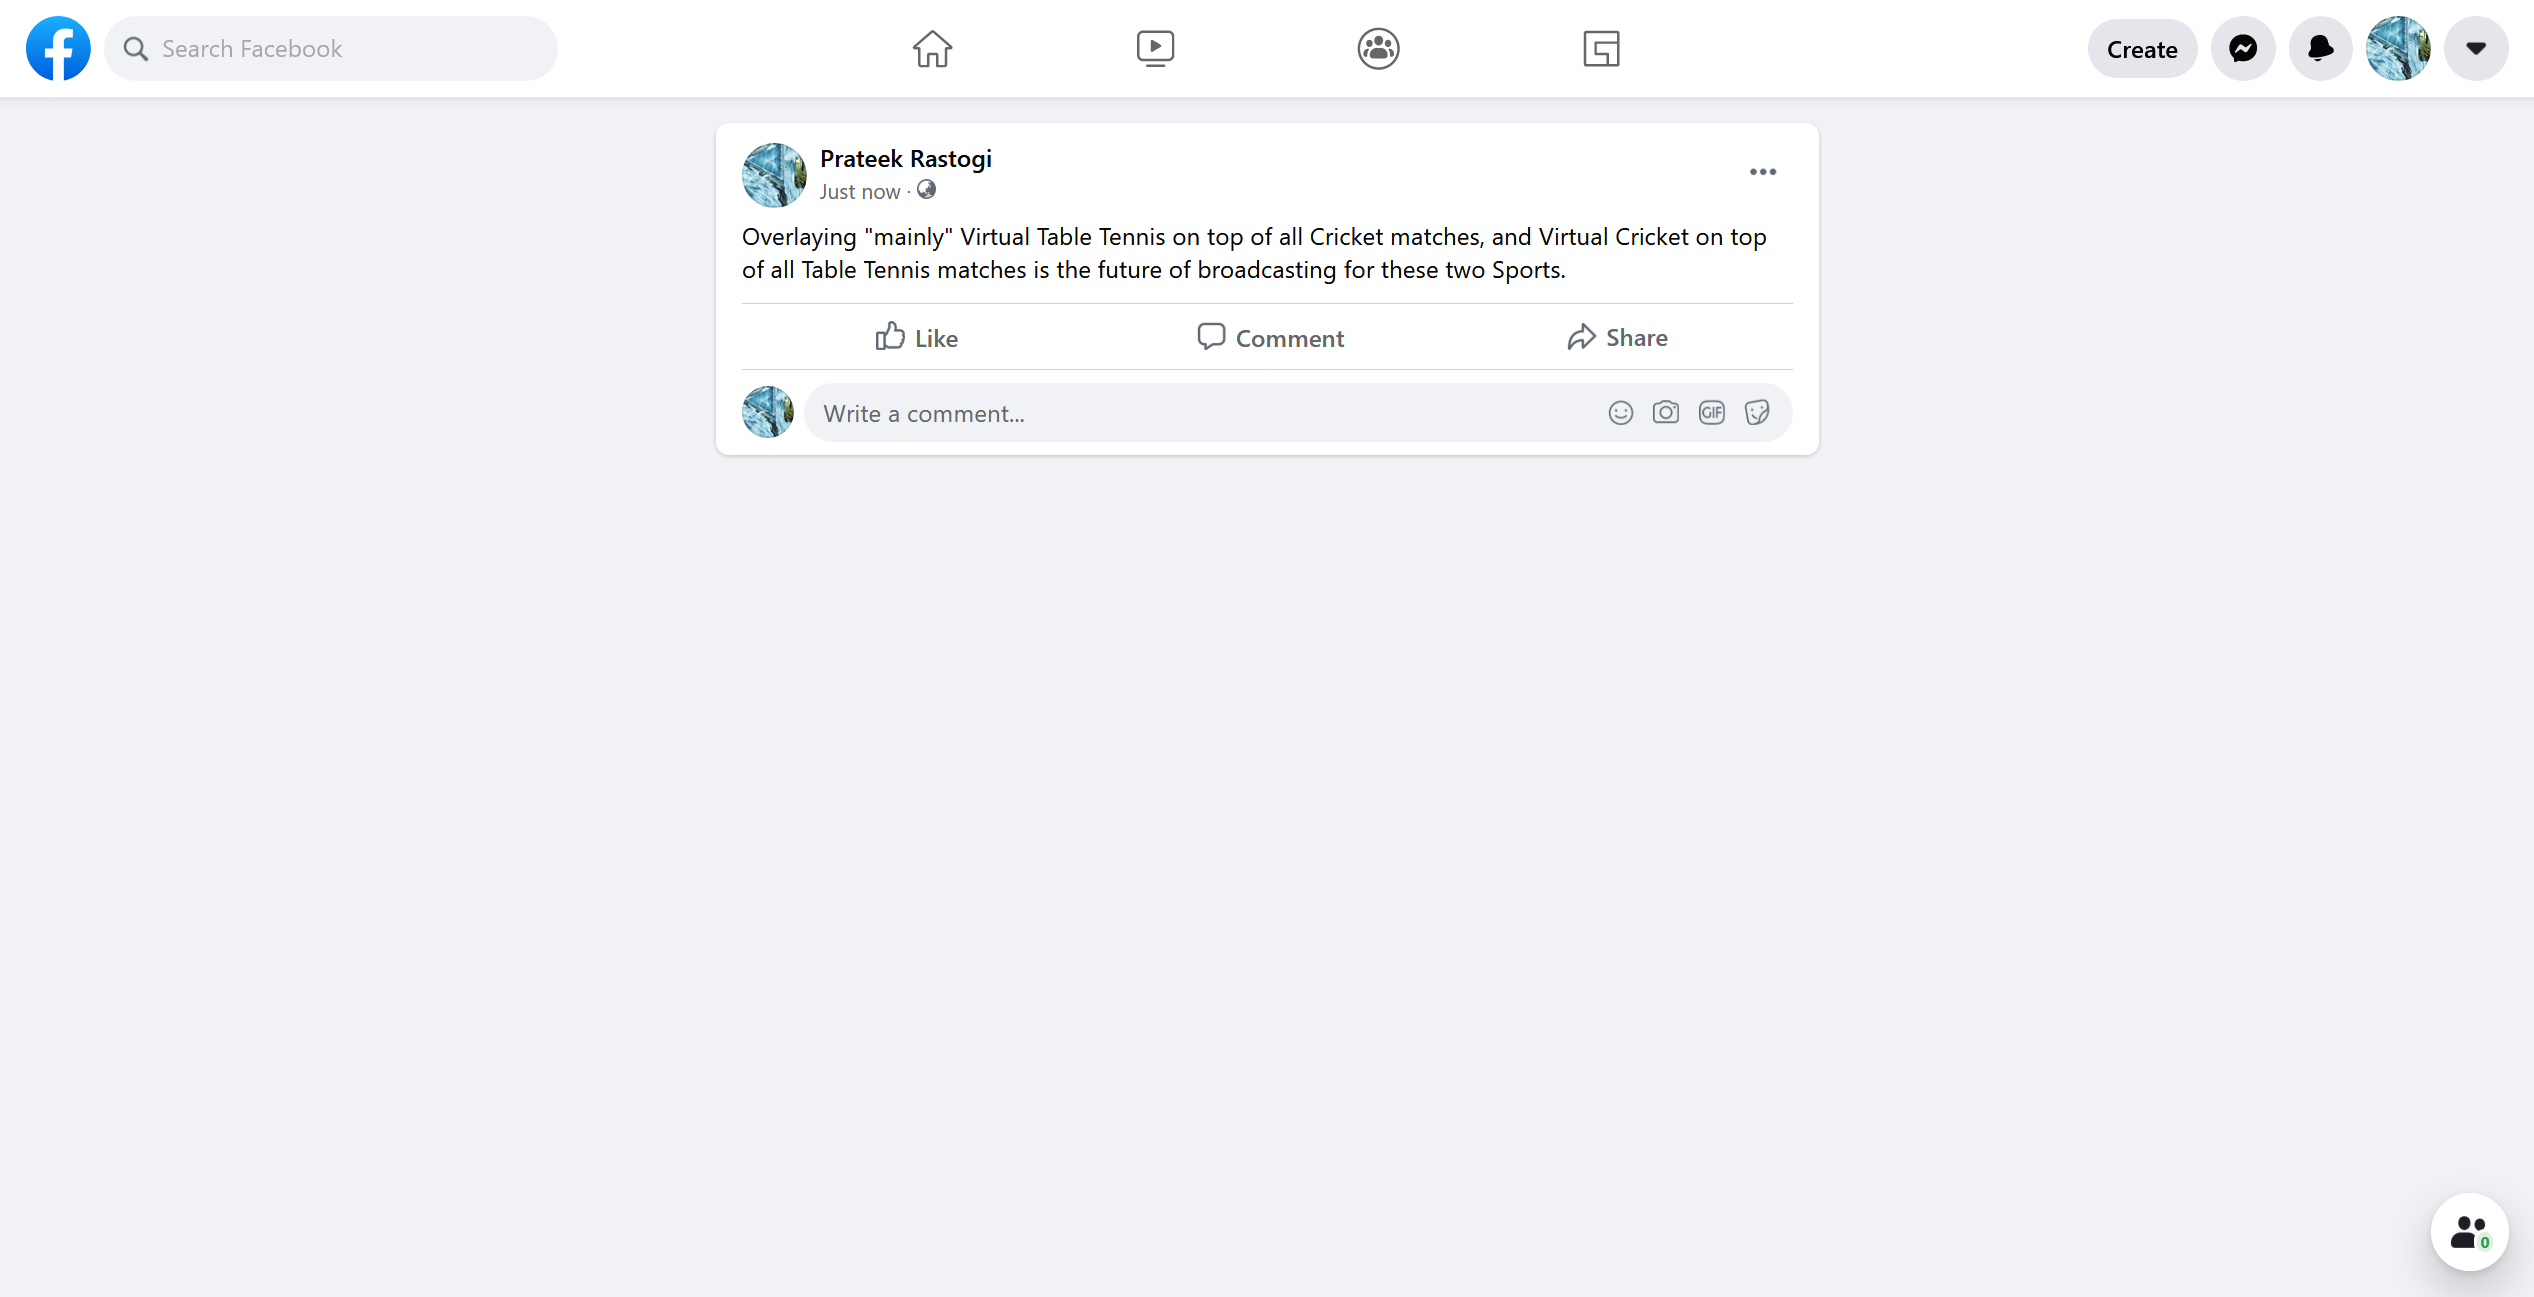 Search Facebook
Create
Prateek Rastogi
Just now ·
Overlaying "mainly" Virtual Table Tennis on top of all Cricket matches, and Virtual Cricket on top
of all Table Tennis matches is the future of broadcasting for these two Sports.
Like
Comment
Share
Write a comment...
GIF
0